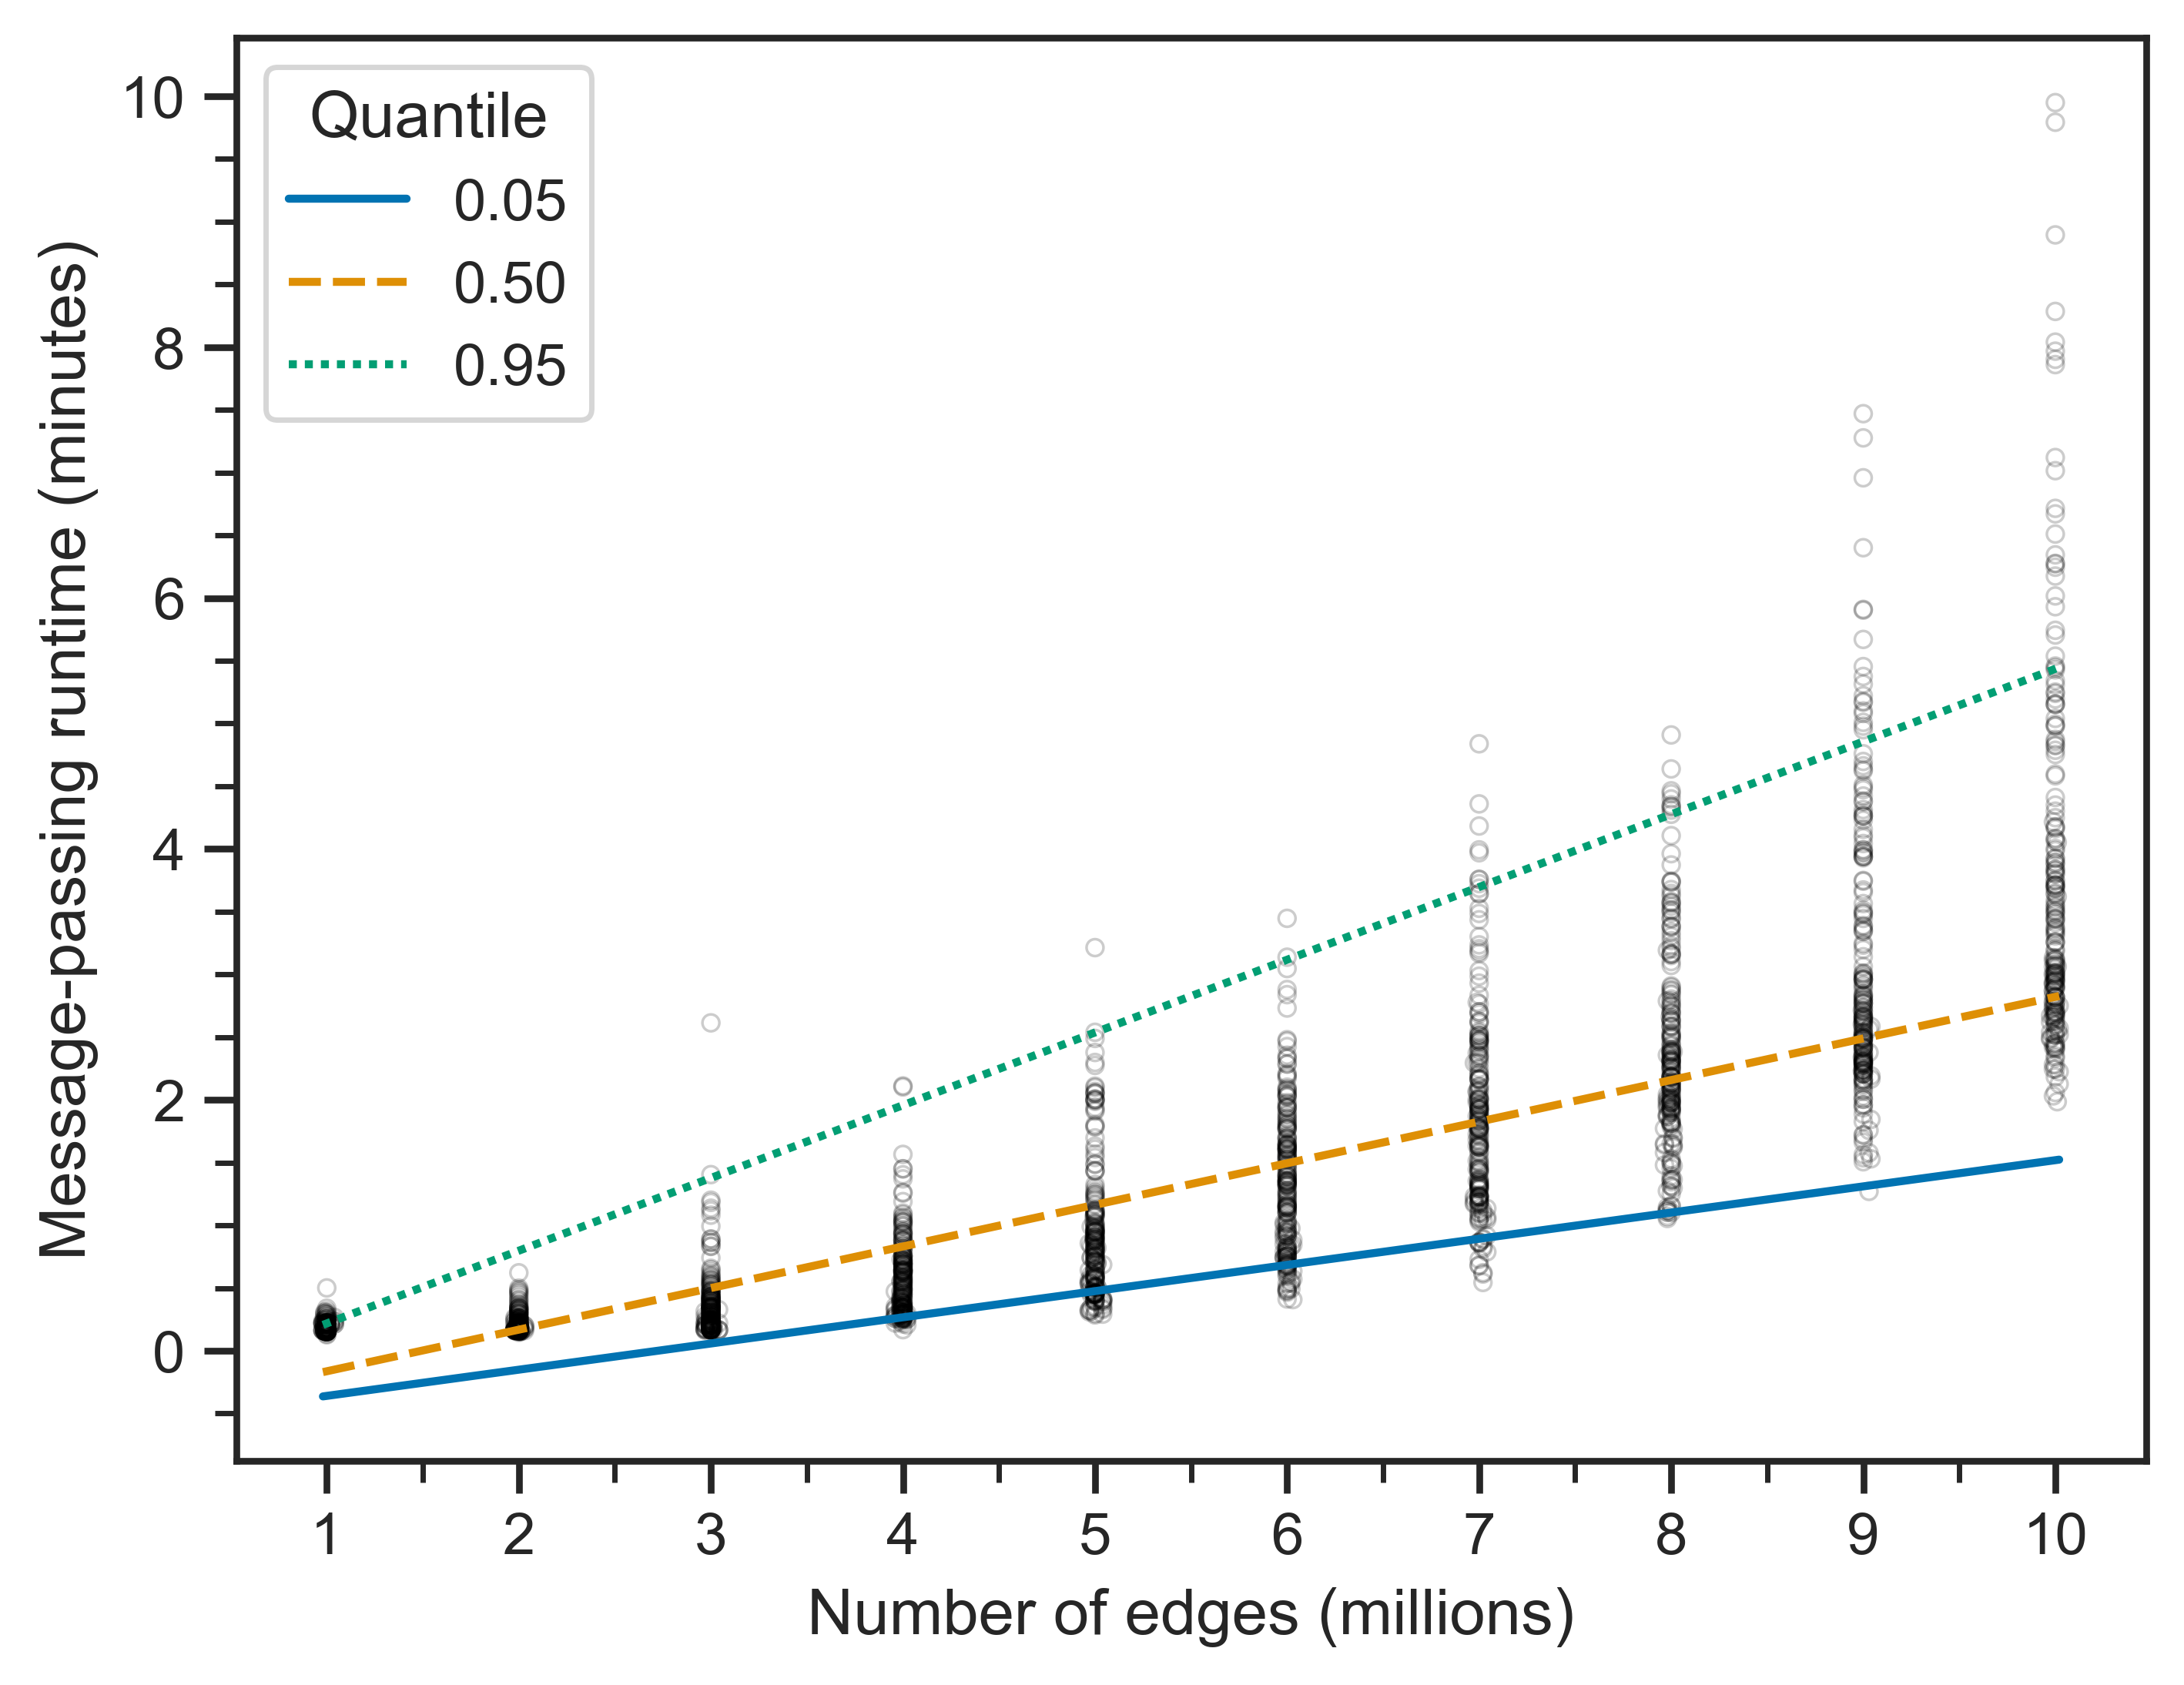 Quantile
0.05
0.50
0.95
Message-passing runtime (minutes)
10
8
6
4
2
0
1 2 3 4 5 6 7 8 9 10
Number of edges (millions)